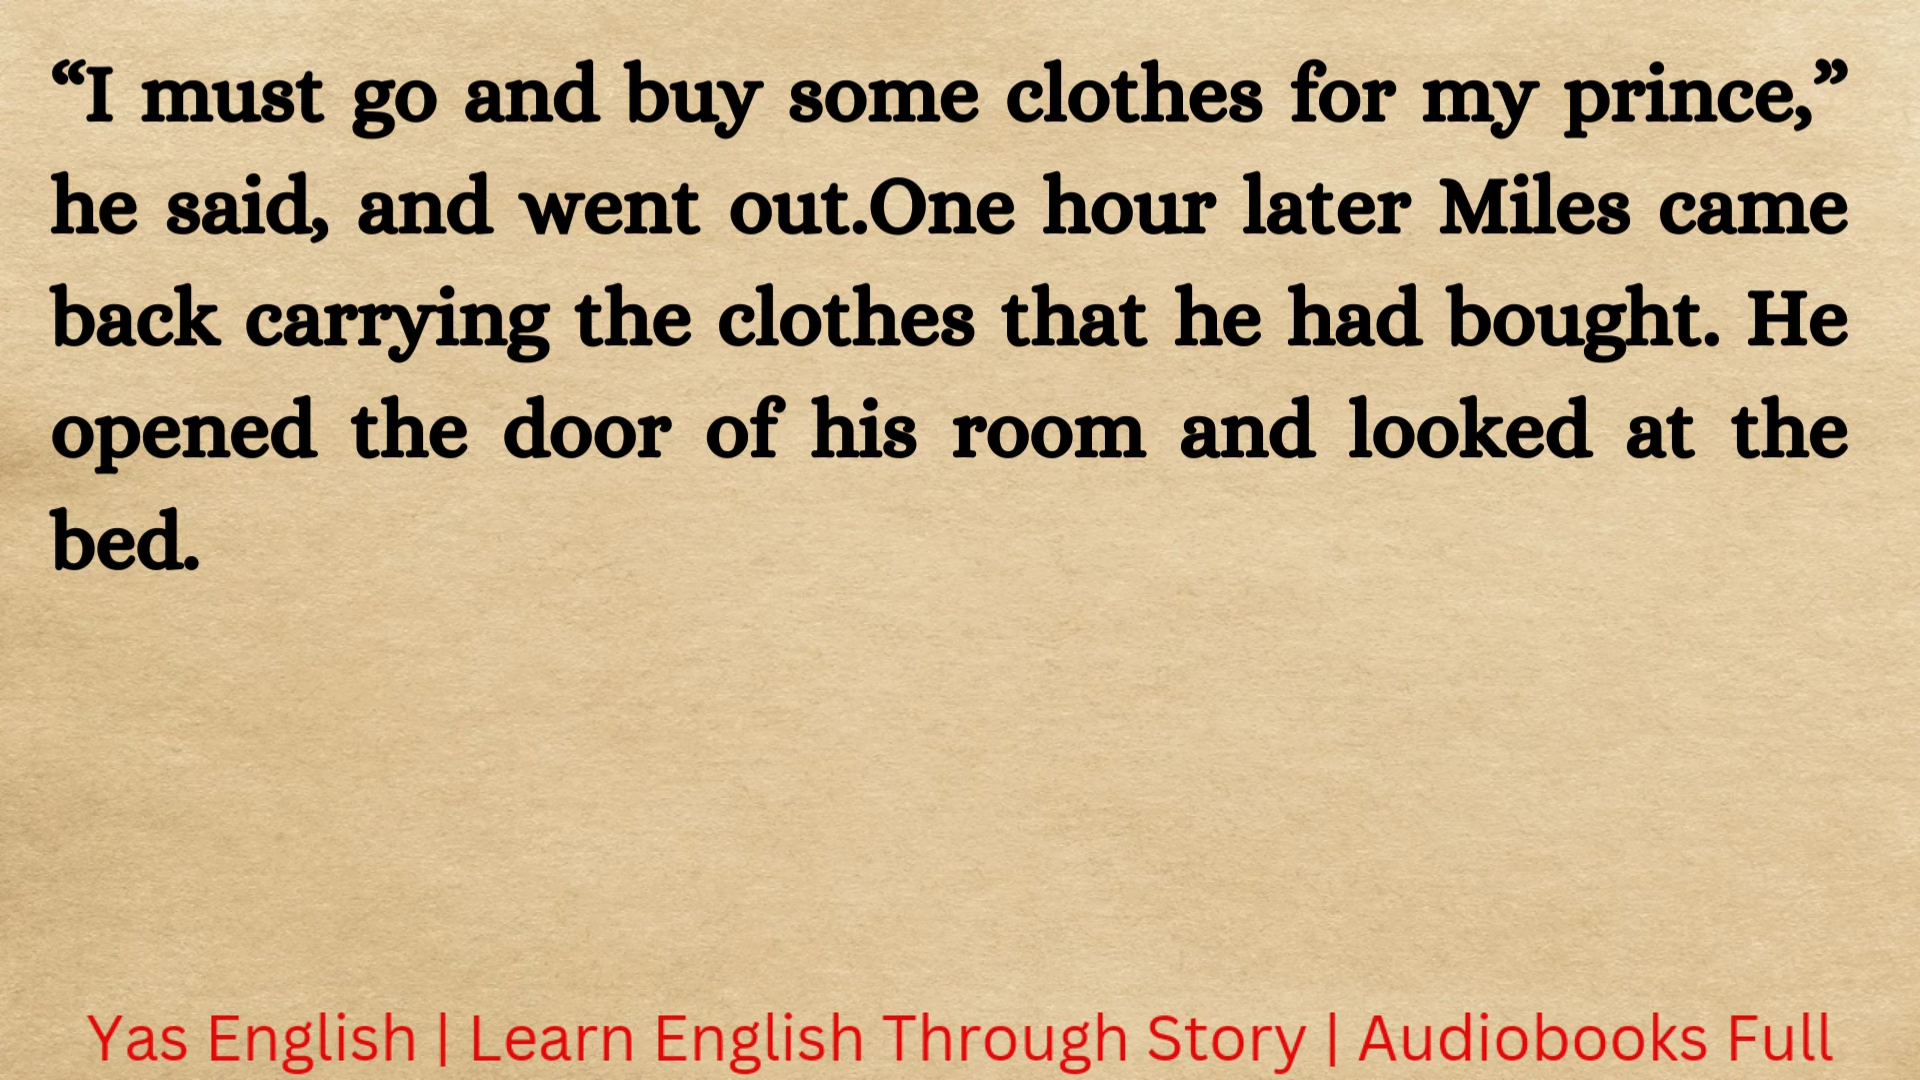 “I must go and buy some clothes for my prince,”
he said, and went out.One hour later Miles came
back carrying the clothes that he had bought. He
opened the door of his room and looked at the
bed.
Yas English | Learn English Through Story | Audiobooks Full